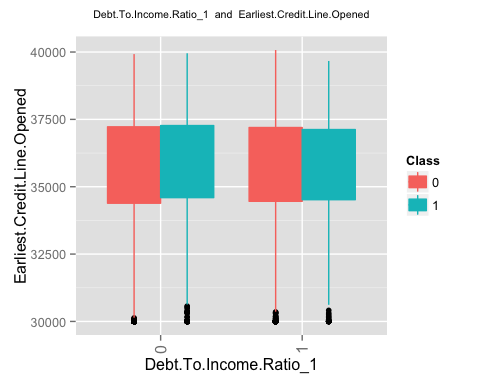 Debt.To.Income.Ratio_1 and Earliest.Credit.Line.Opened
40000
37500
35000
32500
30000
Earliest.Credit.Line.Opened
0
1
Debt.To.Income.Ratio_1
Class
0
1